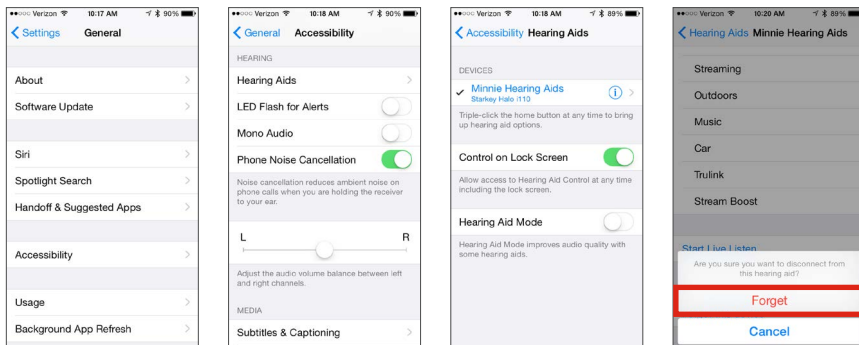 ●●○○○ Verizon 10:17 AM 90%
Settings General
About
Software Update
Siri
Spotlight Search
Handoff & Suggested Apps
Accessibility
Usage
Background App Refresh
●●○○○ Verizon 10:18 AM 90%
General Accessibility
HEARING
Hearing Aids
LED Flash for Alerts
Mono Audio
Phone Noise Cancellation
Noise cancellation reduces ambient noise on
phone calls when you are holding the receiver
to your ear.
L R
Adjust the audio volume balance between left
and right channels.
MEDIA
Subtitles & Captioning
●●○○○ Verizon 10:18 AM 89%
Accessibility Hearing Aids
DEVICES
Minnie Hearing Aids
Starkey Halo i110
Triple-click the home button at any time to bring
up hearing aid options.
Control on Lock Screen
Allow access to Hearing Aid Control at any time
including the lock screen.
Hearing Aid Mode
Hearing Aid Mode improves audio quality with
some hearing aids.
●●○○○ Verizon 10:20 AM 89%
Hearing Aids Minnie Hearing Aids
Streaming
Outdoors
Music
Car
Trulink
Stream Boost
Start Live Listen
Are you sure you want to disconnect from
this hearing aid?
Forget
Cancel